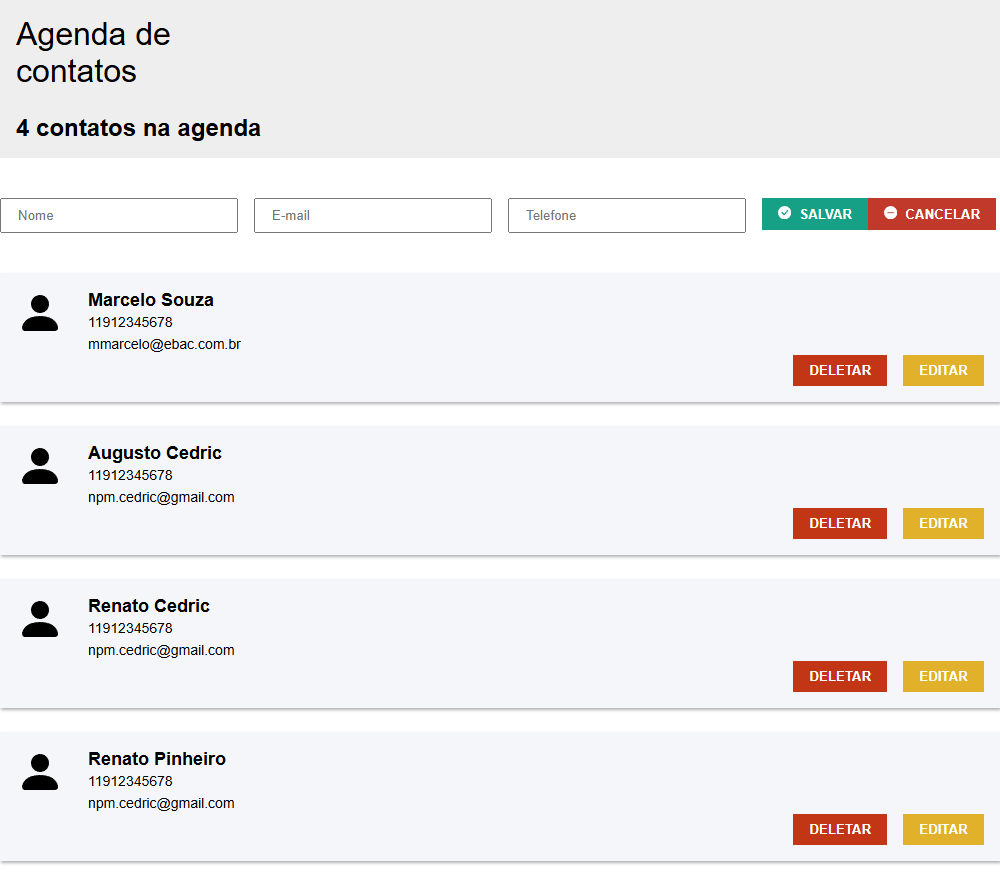 Agenda de
contatos
4 contatos na agenda
Nome E-mail Telefone SALVAR CANCELAR
Marcelo Souza
11912345678
mmarcelo@ebac.com.br
DELETAR EDITAR
Augusto Cedric
11912345678
npm.cedric@gmail.com
DELETAR EDITAR
Renato Cedric
11912345678
npm.cedric@gmail.com
DELETAR EDITAR
Renato Pinheiro
11912345678
npm.cedric@gmail.com
DELETAR EDITAR